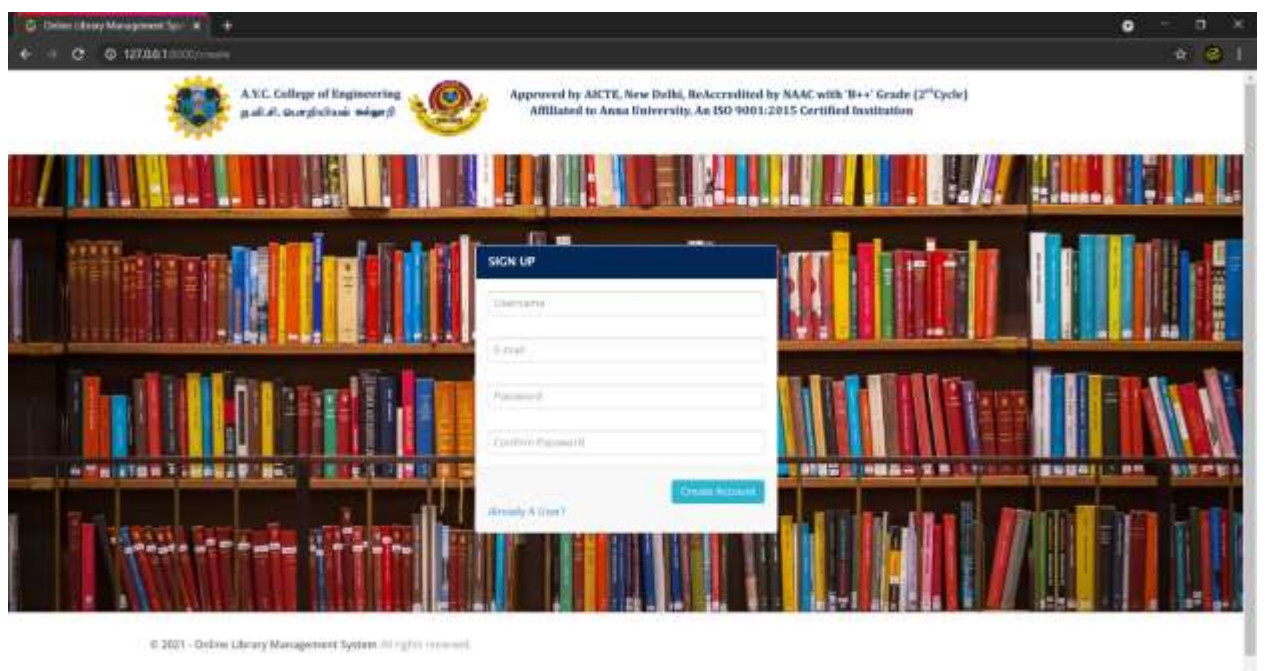 Online Library Management Sys
127.0.0.1:8000/create
A.V.C. College of Engineering
Approved by AICTE, New Delhi, ReAccredited by NAAC with 'B++' Grade (2ⁿᵈCycle)
Affiliated to Anna University, An ISO 9001:2015 Certified Institution
SIGN UP
Username
E-mail
Password
Confirm Password
Create Account
Already A User?
© 2021 - Online Library Management System All rights reserved.